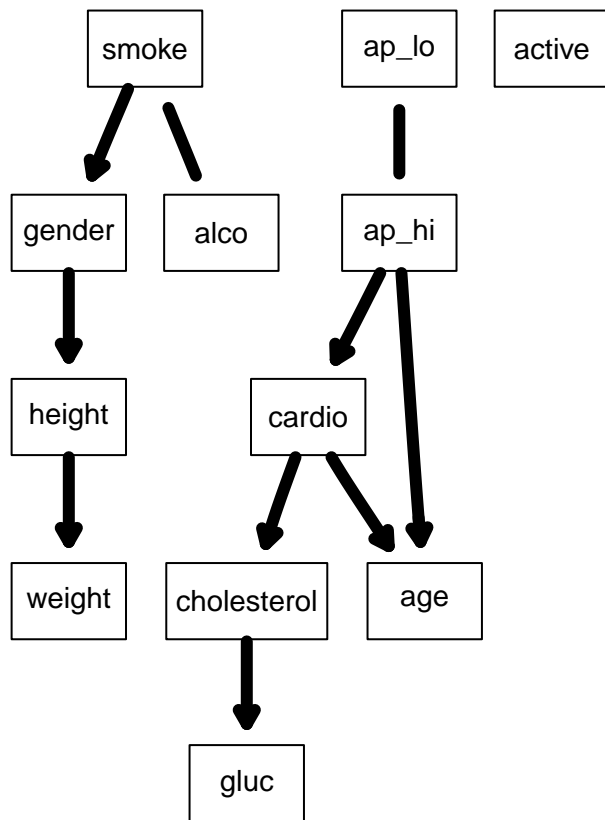 smoke
ap_lo
active
gender
alco
ap_hi
height
cardio
weight
cholesterol
age
gluc